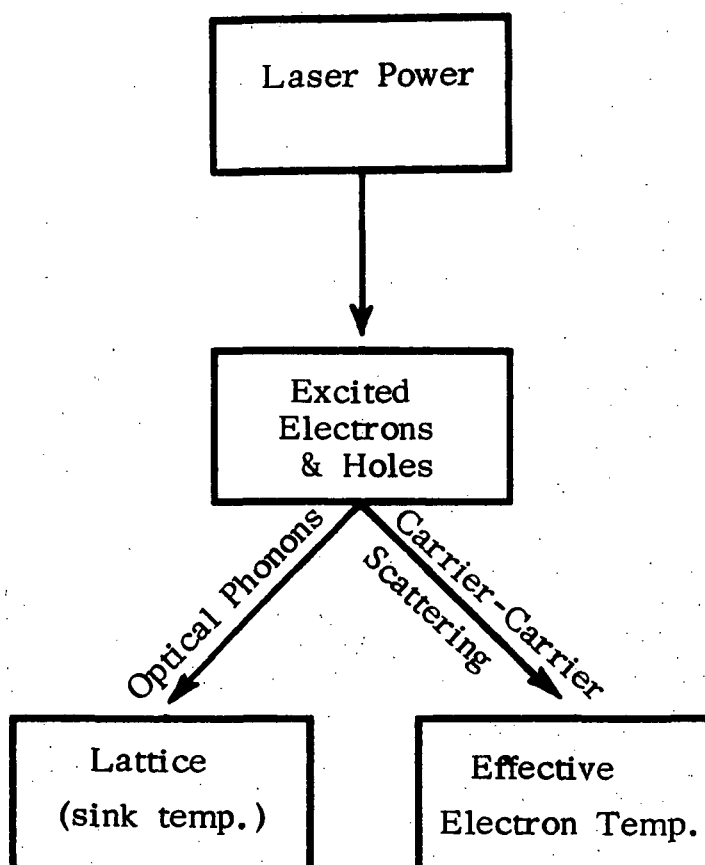 Laser Power
Excited
Electrons
& Holes
Optical Phonons
Carrier-Carrier
Scattering
Lattice
(sink temp.)
Effective
Electron Temp.